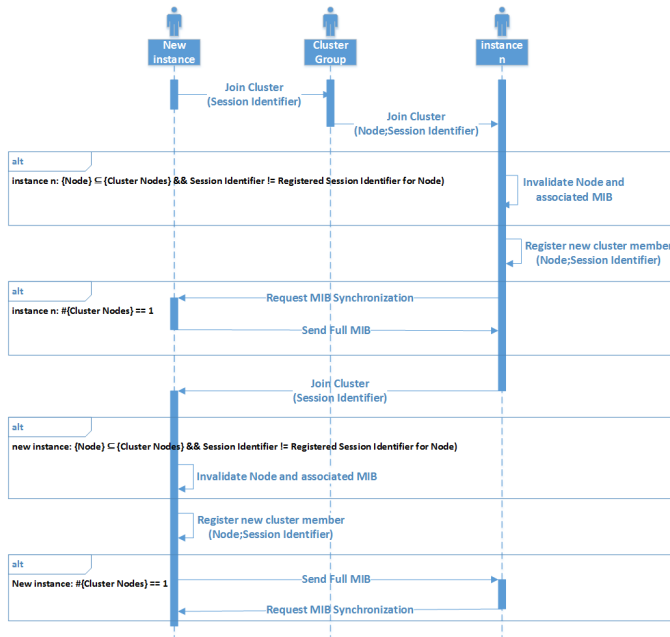 New
instance
Cluster
Group
instance
n
Join Cluster
(Session Identifier)
Join Cluster
(Node;Session Identifier)
alt
instance n: {Node} ⊆ {Cluster Nodes} && Session Identifier != Registered Session Identifier for Node)
Invalidate Node and
associated MIB
Register new cluster member
(Node;Session Identifier)
alt
instance n: #{Cluster Nodes} == 1
Request MIB Synchronization
Send Full MIB
Join Cluster
(Session Identifier)
alt
new instance: {Node} ⊆ {Cluster Nodes} && Session Identifier != Registered Session Identifier for Node)
Invalidate Node and associated MIB
Register new cluster member
(Node;Session Identifier)
alt
New instance: #{Cluster Nodes} == 1
Send Full MIB
Request MIB Synchronization